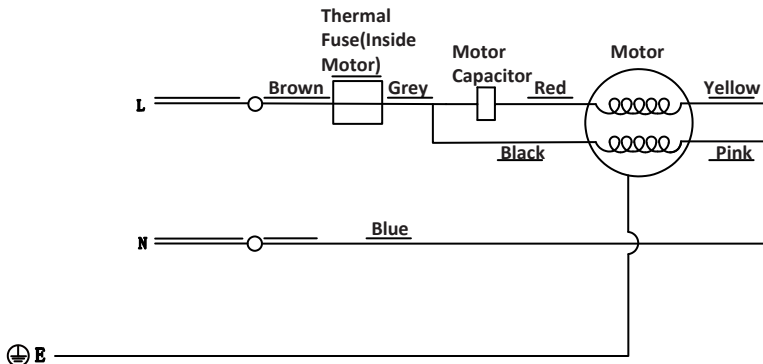 Thermal
Fuse(Inside
Motor)
Motor
Capacitor
Motor
L
Brown
Grey
Red
Yellow
Black
Pink
N
Blue
E